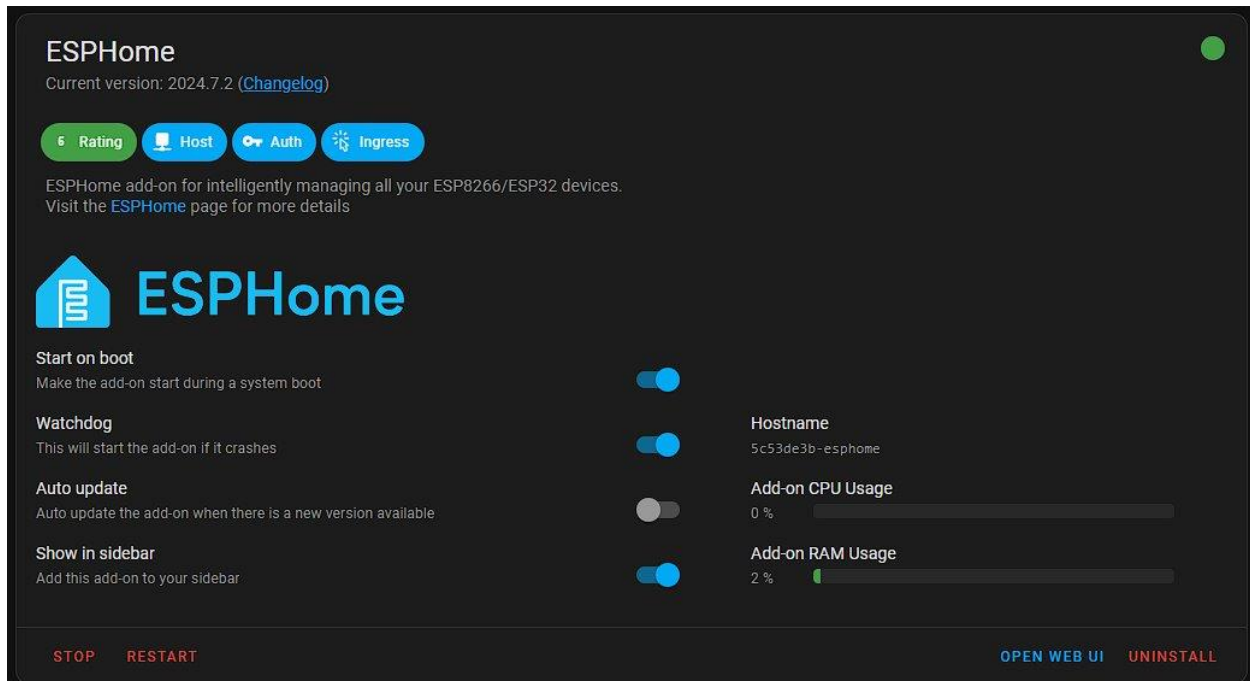 ESPHome
Current version: 2024.7.2 (Changelog)
6 Rating
Host
Auth
Ingress
ESPHome add-on for intelligently managing all your ESP8266/ESP32 devices.
Visit the ESPHome page for more details
ESPHome
Start on boot
Make the add-on start during a system boot
Watchdog
This will start the add-on if it crashes
Hostname
5c53de3b-esphome
Auto update
Auto update the add-on when there is a new version available
Add-on CPU Usage
0 %
Show in sidebar
Add this add-on to your sidebar
Add-on RAM Usage
2 %
STOP
RESTART
OPEN WEB UI
UNINSTALL